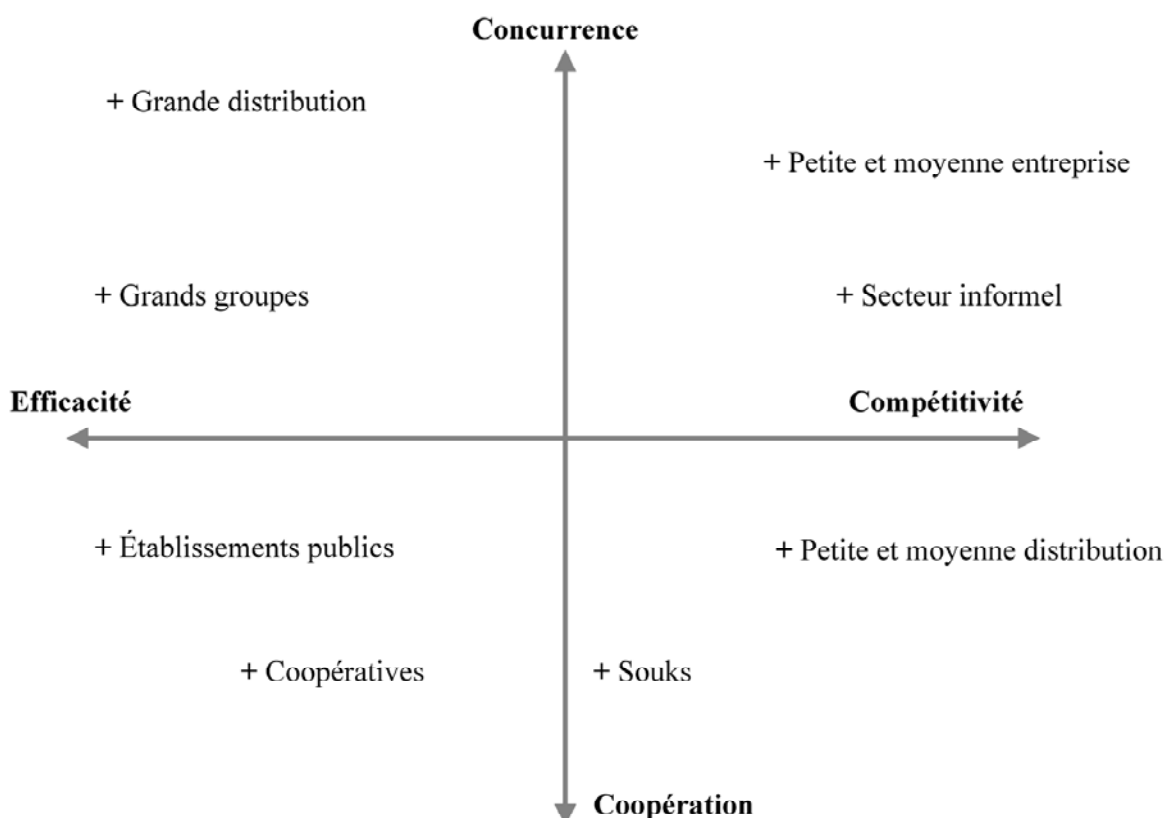 Concurrence
+ Grande distribution
+ Petite et moyenne entreprise
+ Grands groupes
+ Secteur informel
Efficacité
Compétitivité
+ Établissements publics
+ Petite et moyenne distribution
+ Coopératives
+ Souks
Coopération